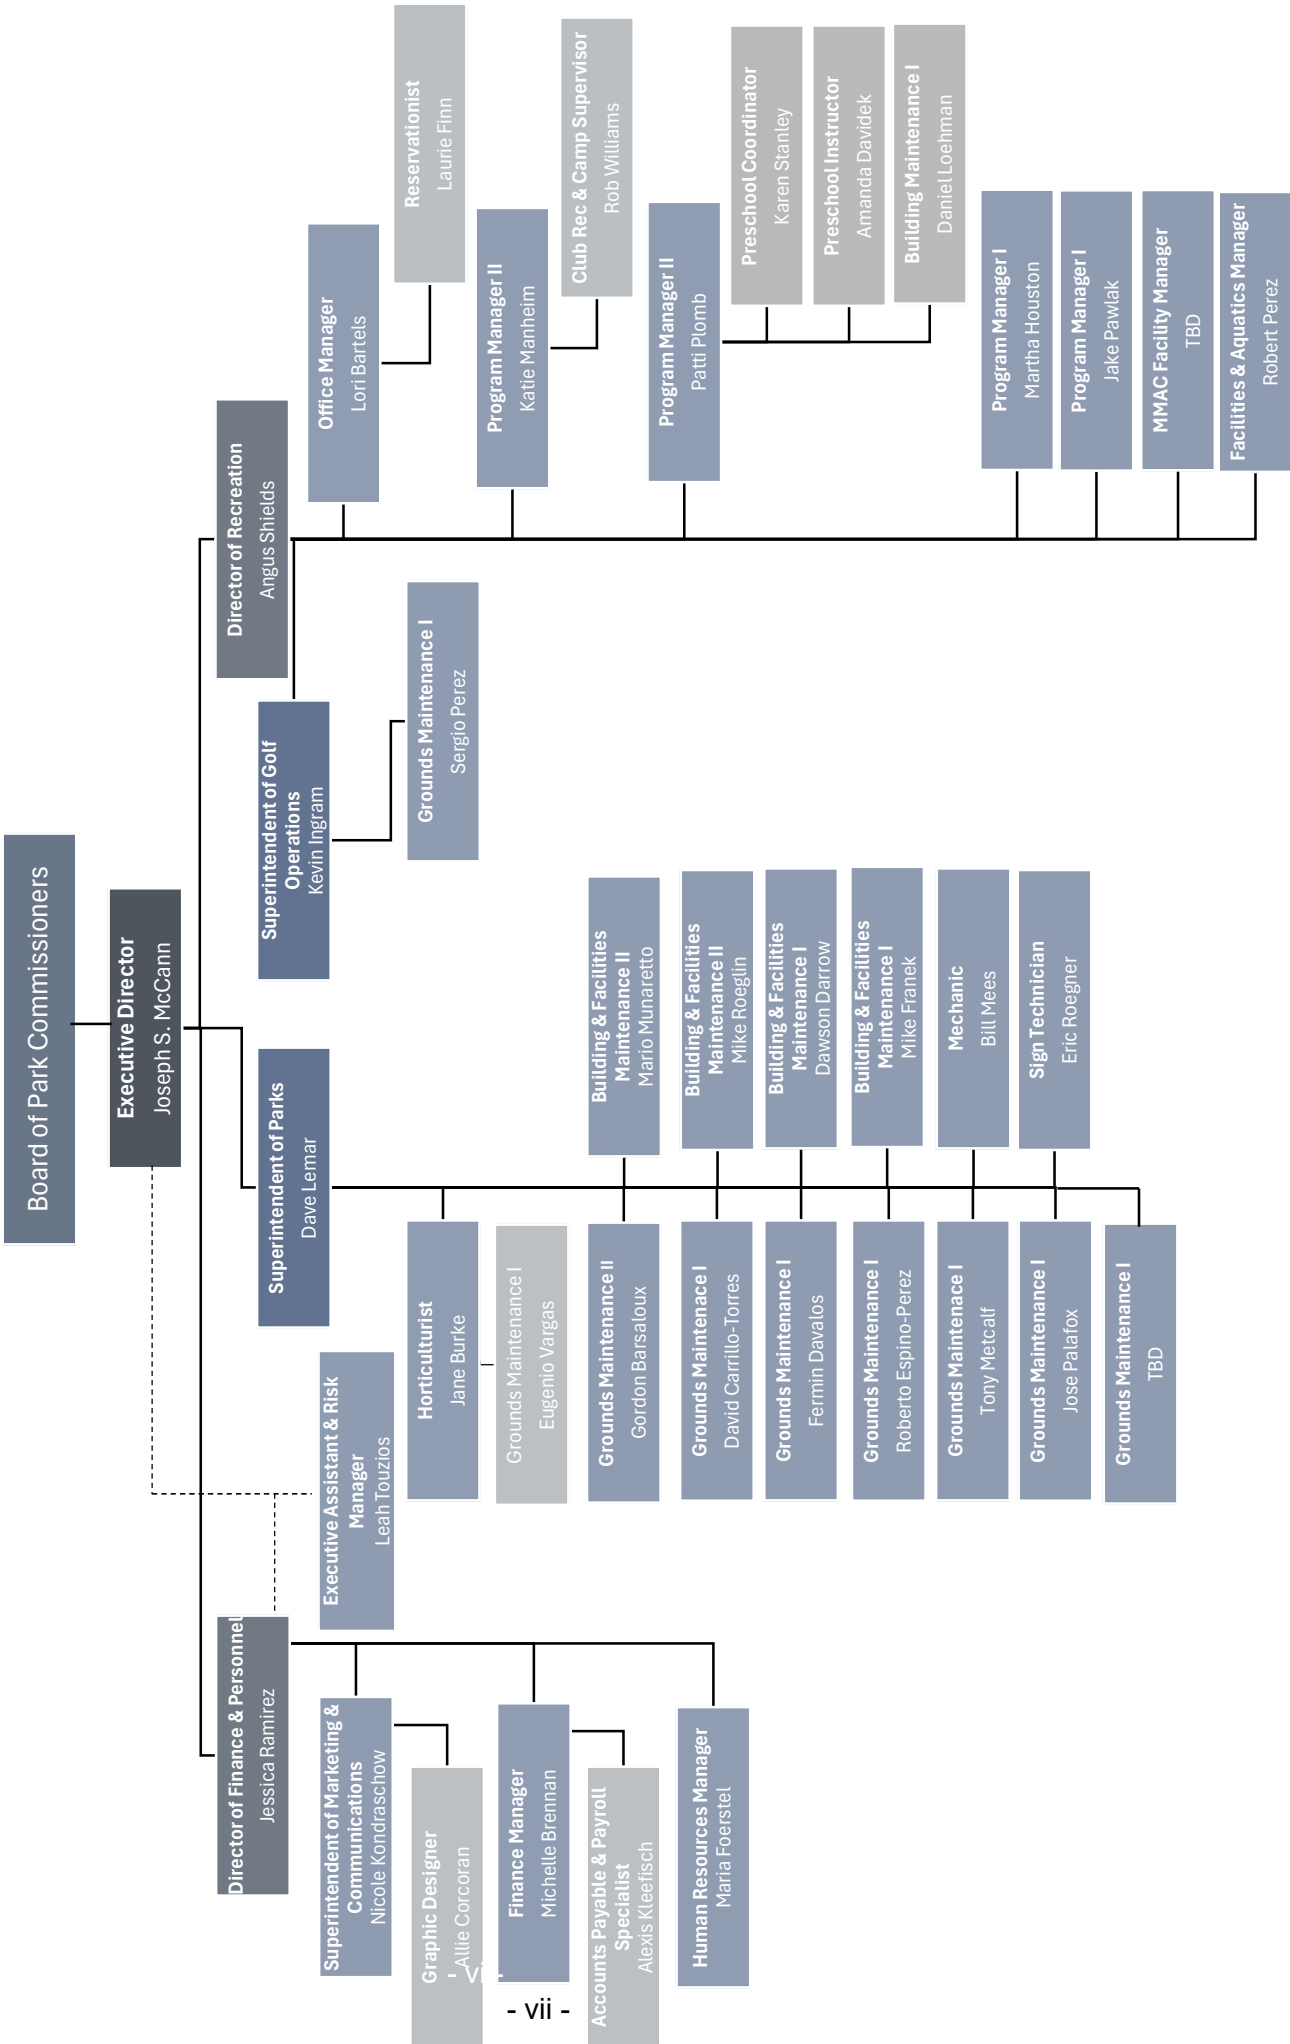 Board of Park Commissioners
Executive Director
Joseph S. McCann
Director of Finance & Personnel
Jessica Ramirez
Superintendent of Marketing &
Communications
Nicole Kondraschow
Graphic Designer
Allie Corcoran
Finance Manager
Michelle Brennan
Accounts Payable & Payroll
Specialist
Alexis Kleefisch
Human Resources Manager
Maria Foerstel
Executive Assistant & Risk
Manager
Leah Touzios
Superintendent of Parks
Dave Lemar
Horticulturist
Jane Burke
Grounds Maintenance I
Eugenio Vargas
Grounds Maintenance II
Gordon Barsaloux
Grounds Maintenace I
David Carrillo-Torres
Grounds Maintenance I
Fermin Davalos
Grounds Maintenance I
Roberto Espino-Perez
Grounds Maintenance I
Tony Metcalf
Grounds Maintenance I
Jose Palafox
Grounds Maintenance I
TBD
Building & Facilities
Maintenance II
Mario Munaretto
Building & Facilities
Maintenance II
Mike Roeglin
Building & Facilities
Maintenance I
Dawson Darrow
Building & Facilities
Maintenance I
Mike Franek
Mechanic
Bill Mees
Sign Technician
Eric Roegner
Superintendent of Golf
Operations
Kevin Ingram
Grounds Maintenance I
Sergio Perez
Director of Recreation
Angus Shields
Office Manager
Lori Bartels
Reservationist
Laurie Finn
Program Manager II
Katie Manheim
Club Rec & Camp Supervisor
Rob Williams
Program Manager II
Patti Plomb
Preschool Coordinator
Karen Stanley
Preschool Instructor
Amanda Davidek
Building Maintenance I
Daniel Loehman
Program Manager I
Martha Houston
Program Manager I
Jake Pawlak
MMAC Facility Manager
TBD
Facilities & Aquatics Manager
Robert Perez
- vii -